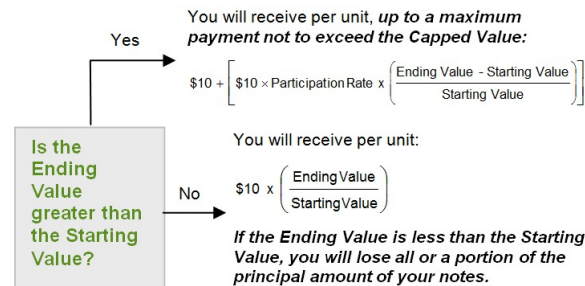 You will receive per unit, up to a maximum
payment not to exceed the Capped Value:
Yes
$10 + [ $10 × Participation Rate x ( Ending Value - Starting Value / Starting Value ) ]
Is the
Ending
Value
greater than
the Starting
Value?
No
You will receive per unit:
$10 x ( Ending Value / Starting Value )
If the Ending Value is less than the Starting
Value, you will lose all or a portion of the
principal amount of your notes.